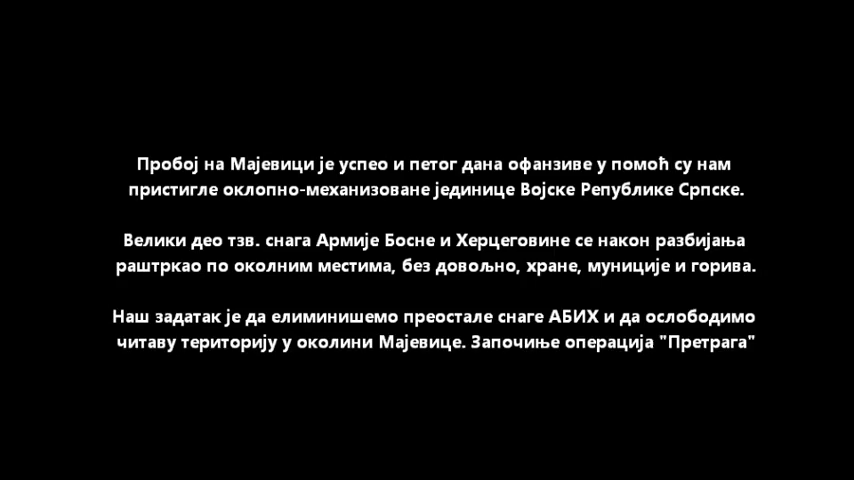 Пробој на Мајевици је успео и петог дана офанзиве у помоћ су нам
пристигле оклопно-механизоване јединице Војске Републике Српске.
Велики део тзв. снага Армије Босне и Херцеговине се након разбијања
раштркао по околним местима, без довољно, хране, муниције и горива.
Наш задатак је да елиминишемо преостале снаге АБИХ и да ослободимо
читаву територију у околини Мајевице. Започиње операција "Претрага"